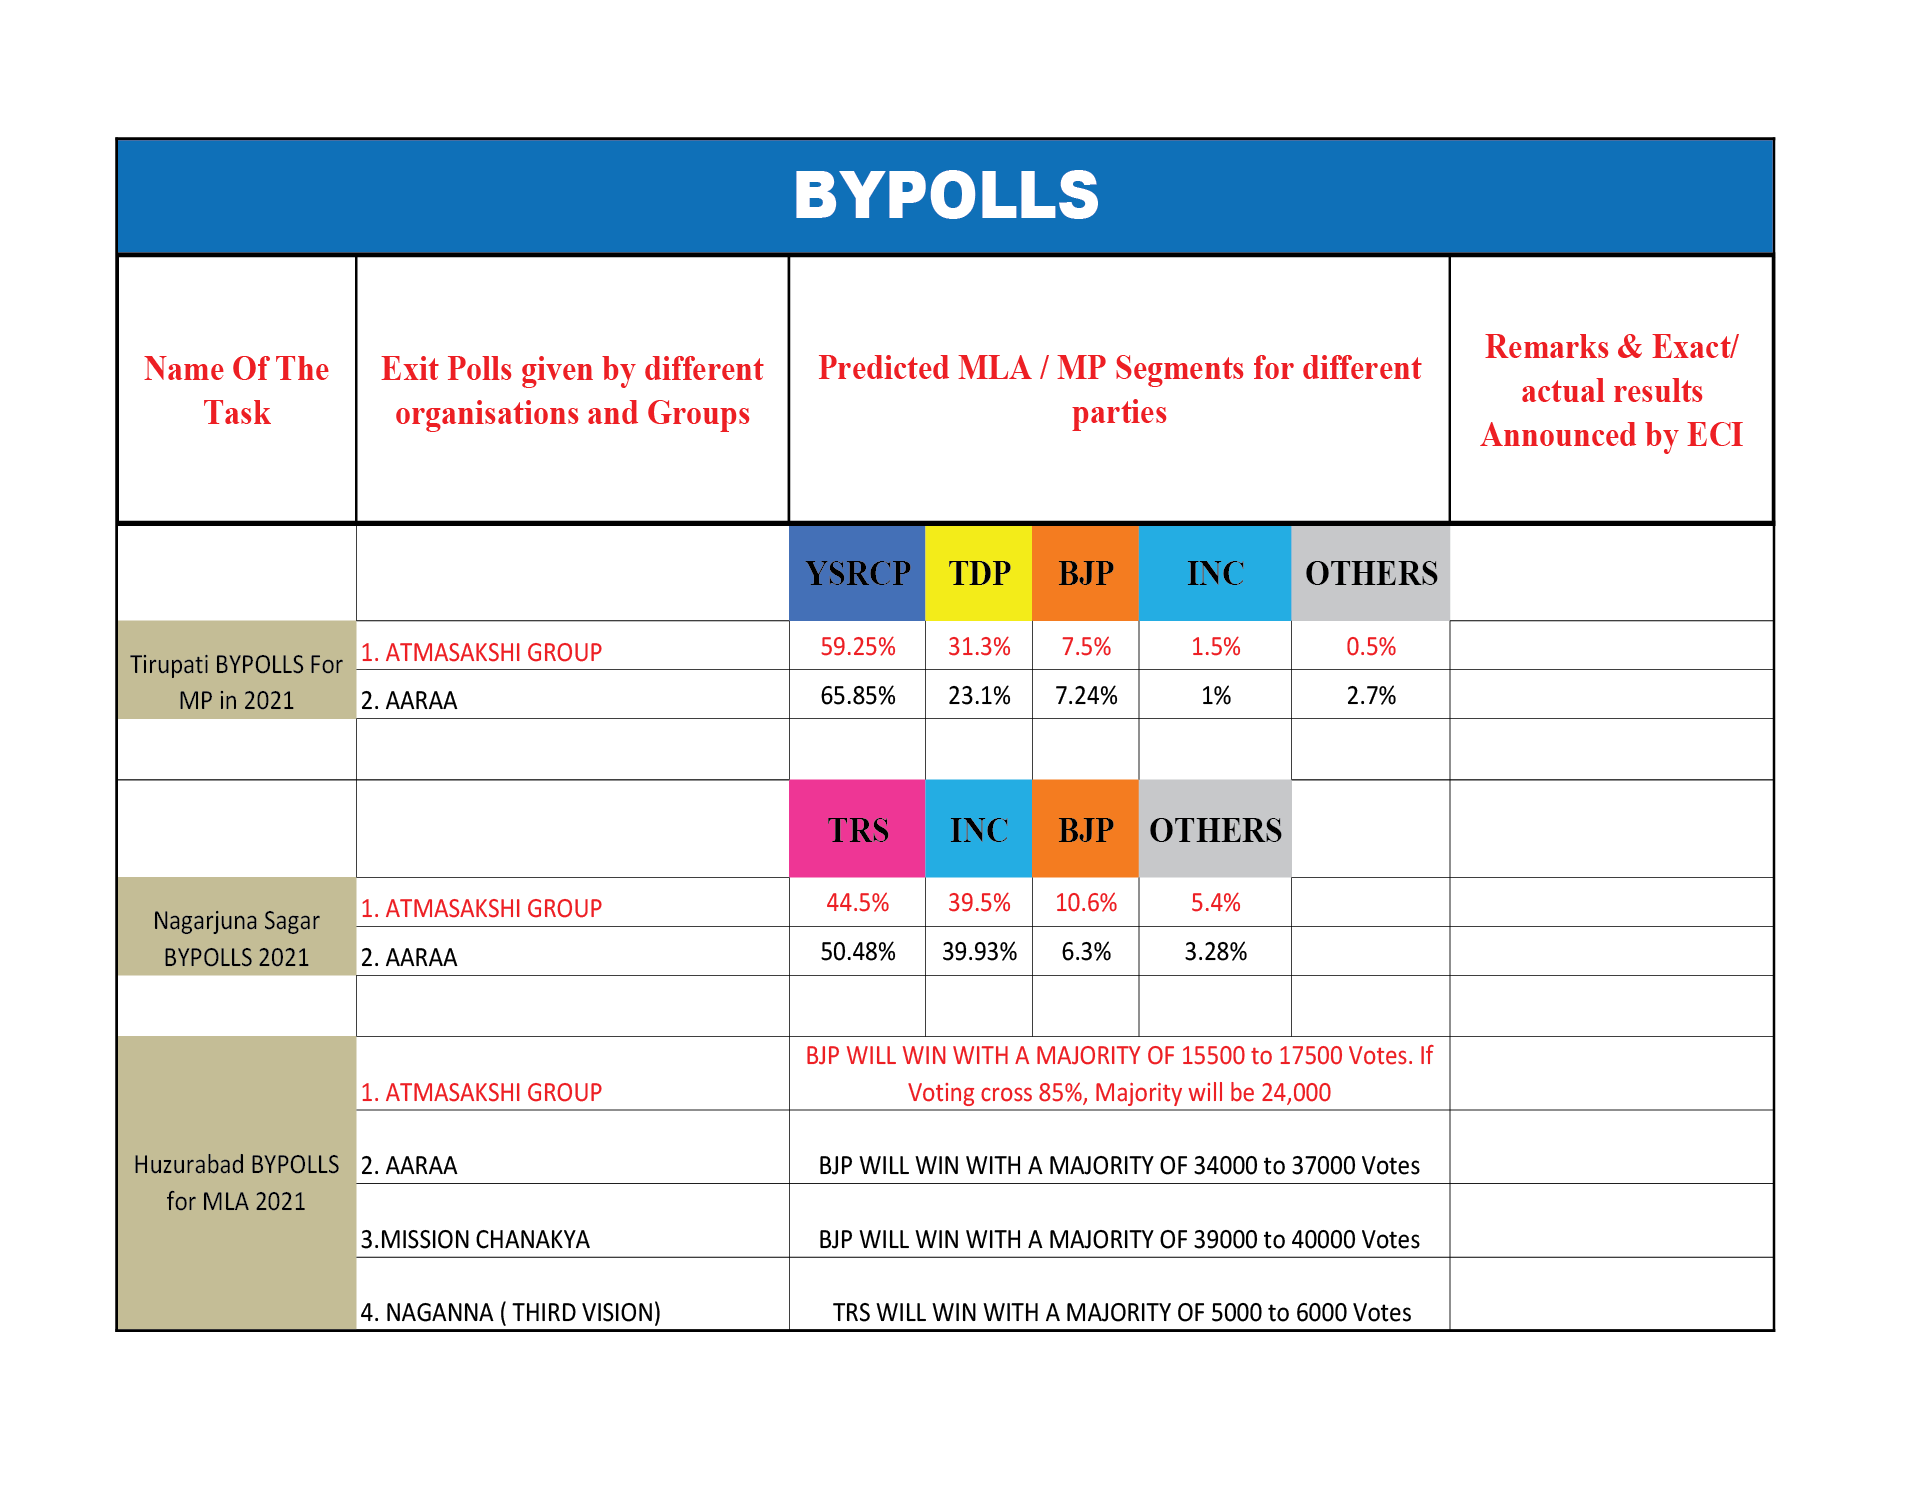 BYPOLLS
Name Of The
Task
Exit Polls given by different
organisations and Groups
Predicted MLA / MP Segments for different
parties
Remarks & Exact/
actual results
Announced by ECI
YSRCP TDP BJP INC OTHERS
Tirupati BYPOLLS For
MP in 2021
1. ATMASAKSHI GROUP 59.25% 31.3% 7.5% 1.5% 0.5%
2. AARAA 65.85% 23.1% 7.24% 1% 2.7%
TRS INC BJP OTHERS
Nagarjuna Sagar
BYPOLLS 2021
1. ATMASAKSHI GROUP 44.5% 39.5% 10.6% 5.4%
2. AARAA 50.48% 39.93% 6.3% 3.28%
Huzurabad BYPOLLS
for MLA 2021
1. ATMASAKSHI GROUP
BJP WILL WIN WITH A MAJORITY OF 15500 to 17500 Votes. If
Voting cross 85%, Majority will be 24,000
2. AARAA BJP WILL WIN WITH A MAJORITY OF 34000 to 37000 Votes
3.MISSION CHANAKYA BJP WILL WIN WITH A MAJORITY OF 39000 to 40000 Votes
4. NAGANNA ( THIRD VISION) TRS WILL WIN WITH A MAJORITY OF 5000 to 6000 Votes